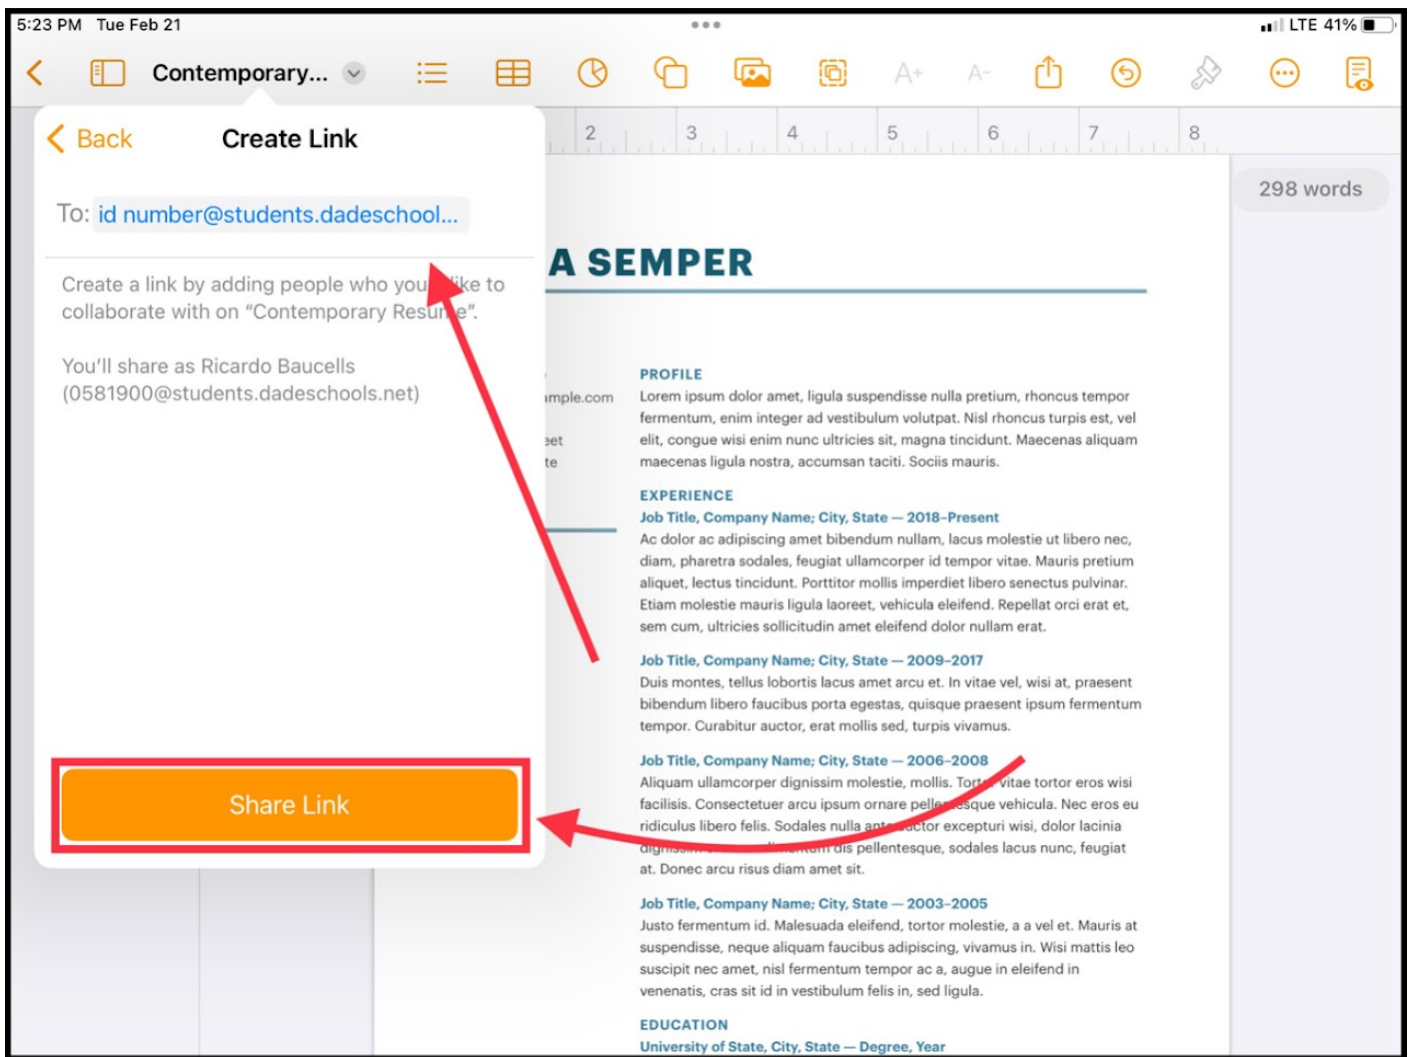 5:23 PM Tue Feb 21
LTE 41%
Contemporary...
A+ A-
Back
Create Link
2 3 4 5 6 7 8
To: id number@students.dadeschool...
298 words
Create a link by adding people who you like to
collaborate with on “Contemporary Resume”.
You’ll share as Ricardo Baucells
(0581900@students.dadeschools.net)
Share Link
A SEMPER
mple.com
eet
te
PROFILE
Lorem ipsum dolor amet, ligula suspendisse nulla pretium, rhoncus tempor
fermentum, enim integer ad vestibulum volutpat. Nisl rhoncus turpis est, vel
elit, congue wisi enim nunc ultricies sit, magna tincidunt. Maecenas aliquam
maecenas ligula nostra, accumsan taciti. Sociis mauris.
EXPERIENCE
Job Title, Company Name; City, State — 2018–Present
Ac dolor ac adipiscing amet bibendum nullam, lacus molestie ut libero nec,
diam, pharetra sodales, feugiat ullamcorper id tempor vitae. Mauris pretium
aliquet, lectus tincidunt. Porttitor mollis imperdiet libero senectus pulvinar.
Etiam molestie mauris ligula laoreet, vehicula eleifend. Repellat orci erat et,
sem cum, ultricies sollicitudin amet eleifend dolor nullam erat.
Job Title, Company Name; City, State — 2009–2017
Duis montes, tellus lobortis lacus amet arcu et. In vitae vel, wisi at, praesent
bibendum libero faucibus porta egestas, quisque praesent ipsum fermentum
tempor. Curabitur auctor, erat mollis sed, turpis vivamus.
Job Title, Company Name; City, State — 2006–2008
Aliquam ullamcorper dignissim molestie, mollis. Tortor vitae tortor eros wisi
facilisis. Consectetuer arcu ipsum ornare pellentesque vehicula. Nec eros eu
ridiculus libero felis. Sodales nulla ante auctor excepturi wisi, dolor lacinia
dis pellentesque, sodales lacus nunc, feugiat
at. Donec arcu risus diam amet sit.
Job Title, Company Name; City, State — 2003–2005
Justo fermentum id. Malesuada eleifend, tortor molestie, a a vel et. Mauris at
suspendisse, neque aliquam faucibus adipiscing, vivamus in. Wisi mattis leo
suscipit nec amet, nisl fermentum tempor ac a, augue in eleifend in
venenatis, cras sit id in vestibulum felis in, sed ligula.
EDUCATION
University of State, City, State — Degree, Year